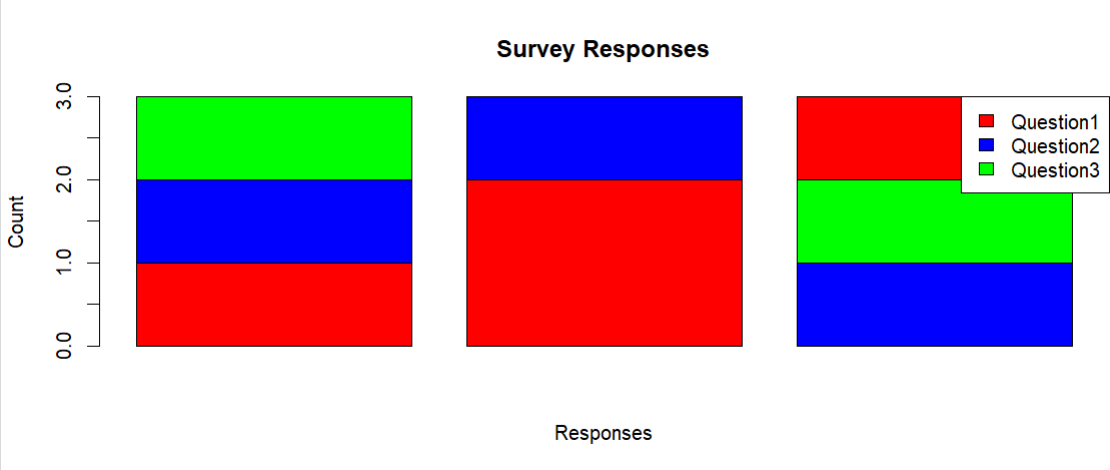 Survey Responses
3.0
2.0
1.0
0.0
Count
Question1
Question2
Question3
Responses